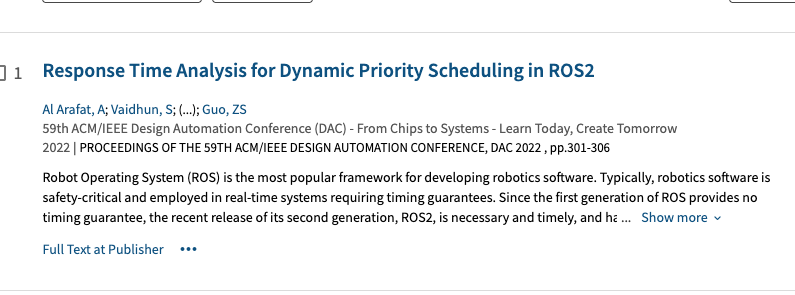 1
Response Time Analysis for Dynamic Priority Scheduling in ROS2
Al Arafat, A; Vaidhun, S; (...); Guo, ZS
59th ACM/IEEE Design Automation Conference (DAC) - From Chips to Systems - Learn Today, Create Tomorrow
2022 | PROCEEDINGS OF THE 59TH ACM/IEEE DESIGN AUTOMATION CONFERENCE, DAC 2022 , pp.301-306
Robot Operating System (ROS) is the most popular framework for developing robotics software. Typically, robotics software is
safety-critical and employed in real-time systems requiring timing guarantees. Since the first generation of ROS provides no
timing guarantee, the recent release of its second generation, ROS2, is necessary and timely, and ha ... Show more
Full Text at Publisher •••